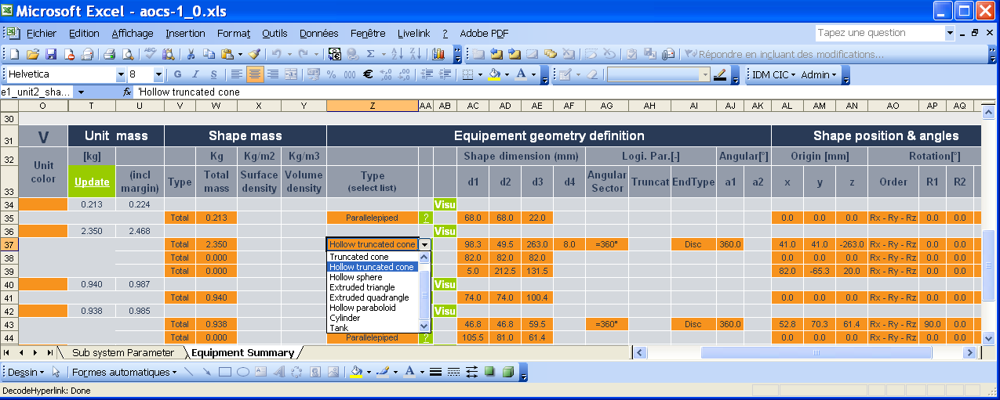 Microsoft Excel - aocs-1_0.xls
Fichier Edition Affichage Insertion Format Outils Données Fenêtre Livelink ? Adobe PDF Tapez une question
Répondre en incluant des modifications...
Helvetica 8 G I S % 000 € IDM CIC Admin
e1_unit2_sha... fx 'Hollow truncated cone
O T U V W X Y Z AA AB AC AD AE AF AG AH AI AJ AK AL AM AN AO AP AQ
30
31 V Unit mass Shape mass Equipement geometry definition Shape position & angles
32 [kg] Kg Kg/m2 Kg/m3 Shape dimension (mm) Logi. Par.[-] Angular[°] Origin [mm] Rotation[°]
33 Unit color Update (incl margin) Type Total mass Surface density Volume density Type (select list) d1 d2 d3 d4 Angular Sector Truncat EndType a1 a2 x y z Order R1 R2
34 0.213 0.224 Visu
35 Total 0.213 Parallelepiped ? 68.0 68.0 22.0 0.0 0.0 0.0 Rx - Ry - Rz 0.0 0.0
36 2.350 2.468 Visu
37 Total 2.350 Hollow truncated cone 98.3 49.5 263.0 8.0 =360° Disc 360.0 41.0 41.0 -263.0 Rx - Ry - Rz 0.0 0.0
38 Total 0.000 Truncated cone 82.0 82.0 82.0 0.0 0.0 0.0 Rx - Ry - Rz 0.0 0.0
Hollow truncated cone
39 Total 0.000 Hollow sphere 5.0 212.5 131.5 82.0 -65.3 20.0 Rx - Ry - Rz 0.0 0.0
40 0.940 0.987 Extruded triangle Visu
41 Total 0.940 Extruded quadrangle 74.0 74.0 100.4 0.0 0.0 0.0 Rx - Ry - Rz 0.0 0.0
Hollow paraboloid
42 0.938 0.985 Cylinder Visu
43 Total 0.938 Tank 46.8 46.8 59.5 =360° Disc 360.0 52.8 70.3 61.4 Rx - Ry - Rz 90.0 0.0
44 Total 0.000 Parallelepiped ? 105.5 81.0 61.4 0.0 0.0 0.0 Rx - Ry - Rz 0.0 0.0
Sub system Parameter Equipment Summary
Dessin Formes automatiques
DecodeHyperlink: Done